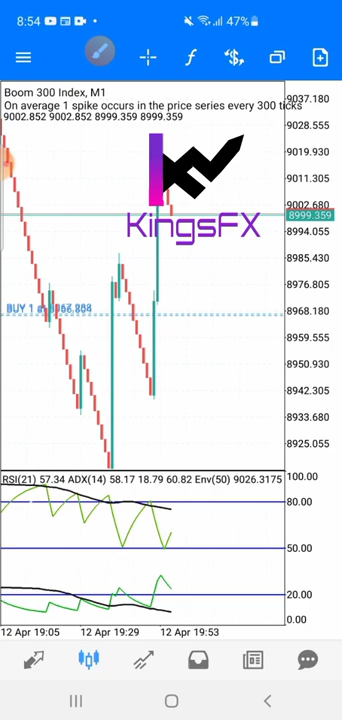 8:54
47%
Boom 300 Index, M1
On average 1 spike occurs in the price series every 300 ticks
9002.852 9002.852 8999.359 8999.359
9037.180
9028.555
9019.930
9011.305
9002.680
8999.359
8994.055
8985.430
8976.805
8968.180
8959.555
8950.930
8942.305
8933.680
8925.055
KingsFX
BUY 1 at
RSI(21) 57.34 ADX(14) 58.17 18.79 60.82 Env(50) 9026.3175
100.00
80.00
50.00
20.00
0.00
12 Apr 19:05
12 Apr 19:29
12 Apr 19:53